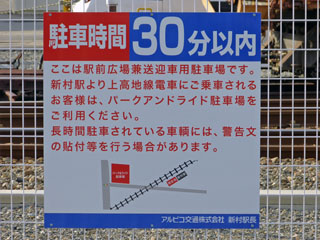 駐車時間 30分以内
ここは駅前広場兼送迎車用駐車場です。
新村駅より上高地線電車にご乗車される
お客様は、パークアンドライド駐車場を
ご利用ください。
長時間駐車されている車輌には、警告文
の貼付等を行う場合があります。
アルピコ交通株式会社 新村駅長